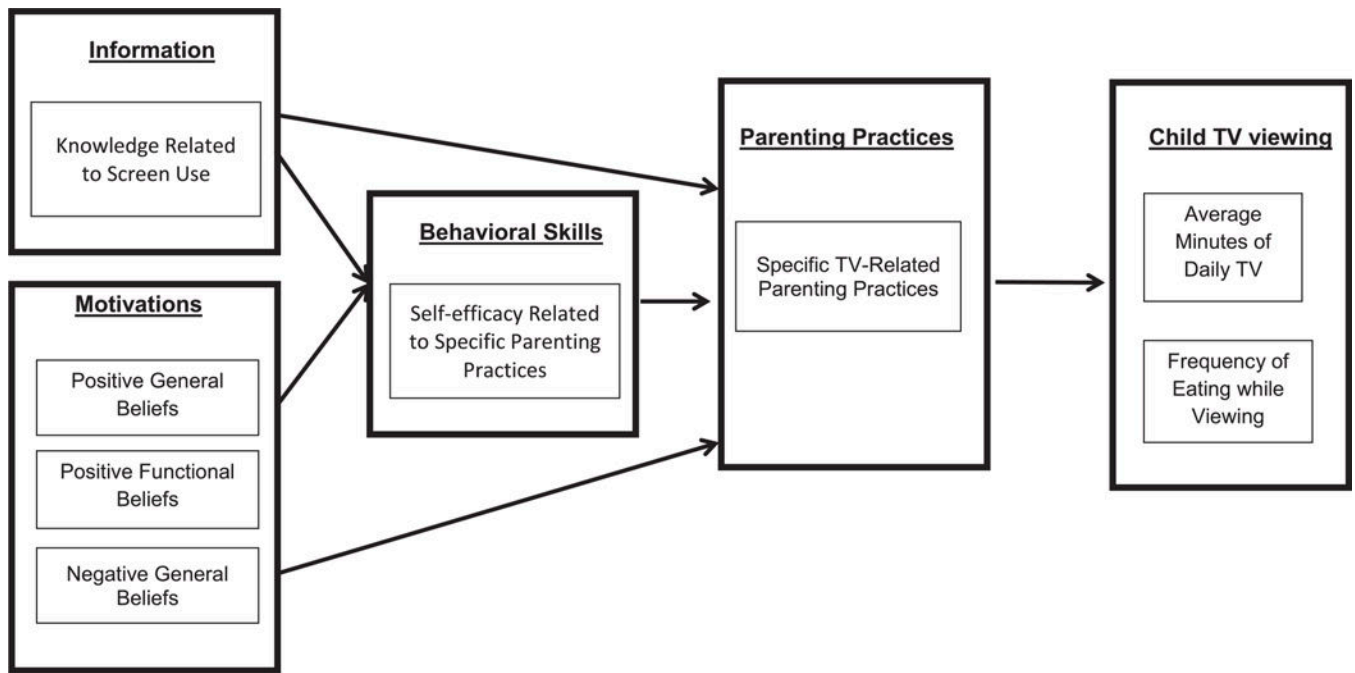 Information
Knowledge Related
to Screen Use
Motivations
Positive General
Beliefs
Positive Functional
Beliefs
Negative General
Beliefs
Behavioral Skills
Self-efficacy Related
to Specific Parenting
Practices
Parenting Practices
Specific TV-Related
Parenting Practices
Child TV viewing
Average
Minutes of
Daily TV
Frequency of
Eating while
Viewing